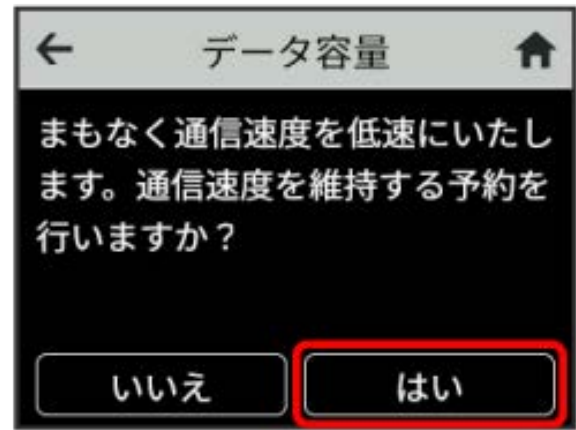 データ容量
まもなく通信速度を低速にいたし
ます。通信速度を維持する予約を
行いますか？
いいえ
はい